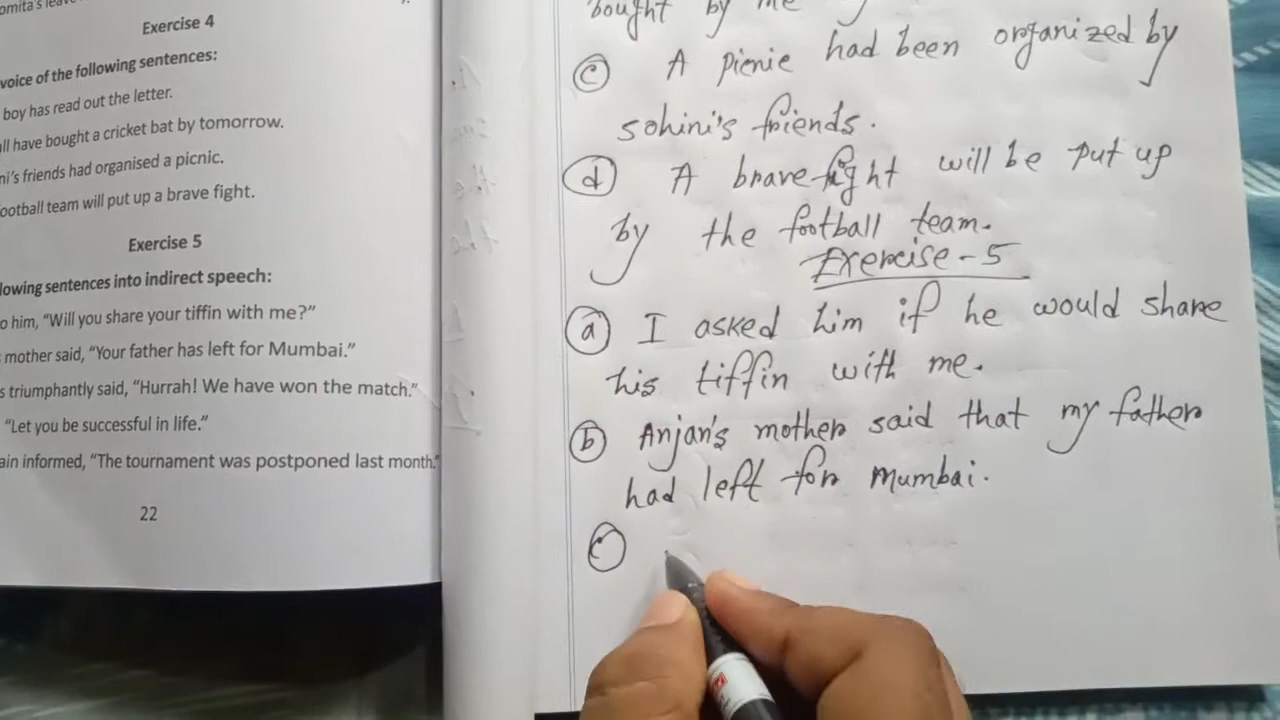 Exercise 4
voice of the following sentences:
boy has read out the letter.
have bought a cricket bat by tomorrow.
friends had organised a picnic.
team will put up a brave fight.
Exercise 5
sentences into indirect speech:
him, “Will you share your tiffin with me?”
mother said, “Your father has left for Mumbai.”
triumphantly said, “Hurrah! We have won the match.”
“Let you be successful in life.”
informed, “The tournament was postponed last month.”
22
bought by me
(c) A picnic had been organized by
sohini's friends.
(d) A brave fight will be put up
by the football team.
Exercise-5
(a) I asked him if he would share
his tiffin with me.
(b) Anjan's mother said that my father
had left for Mumbai.